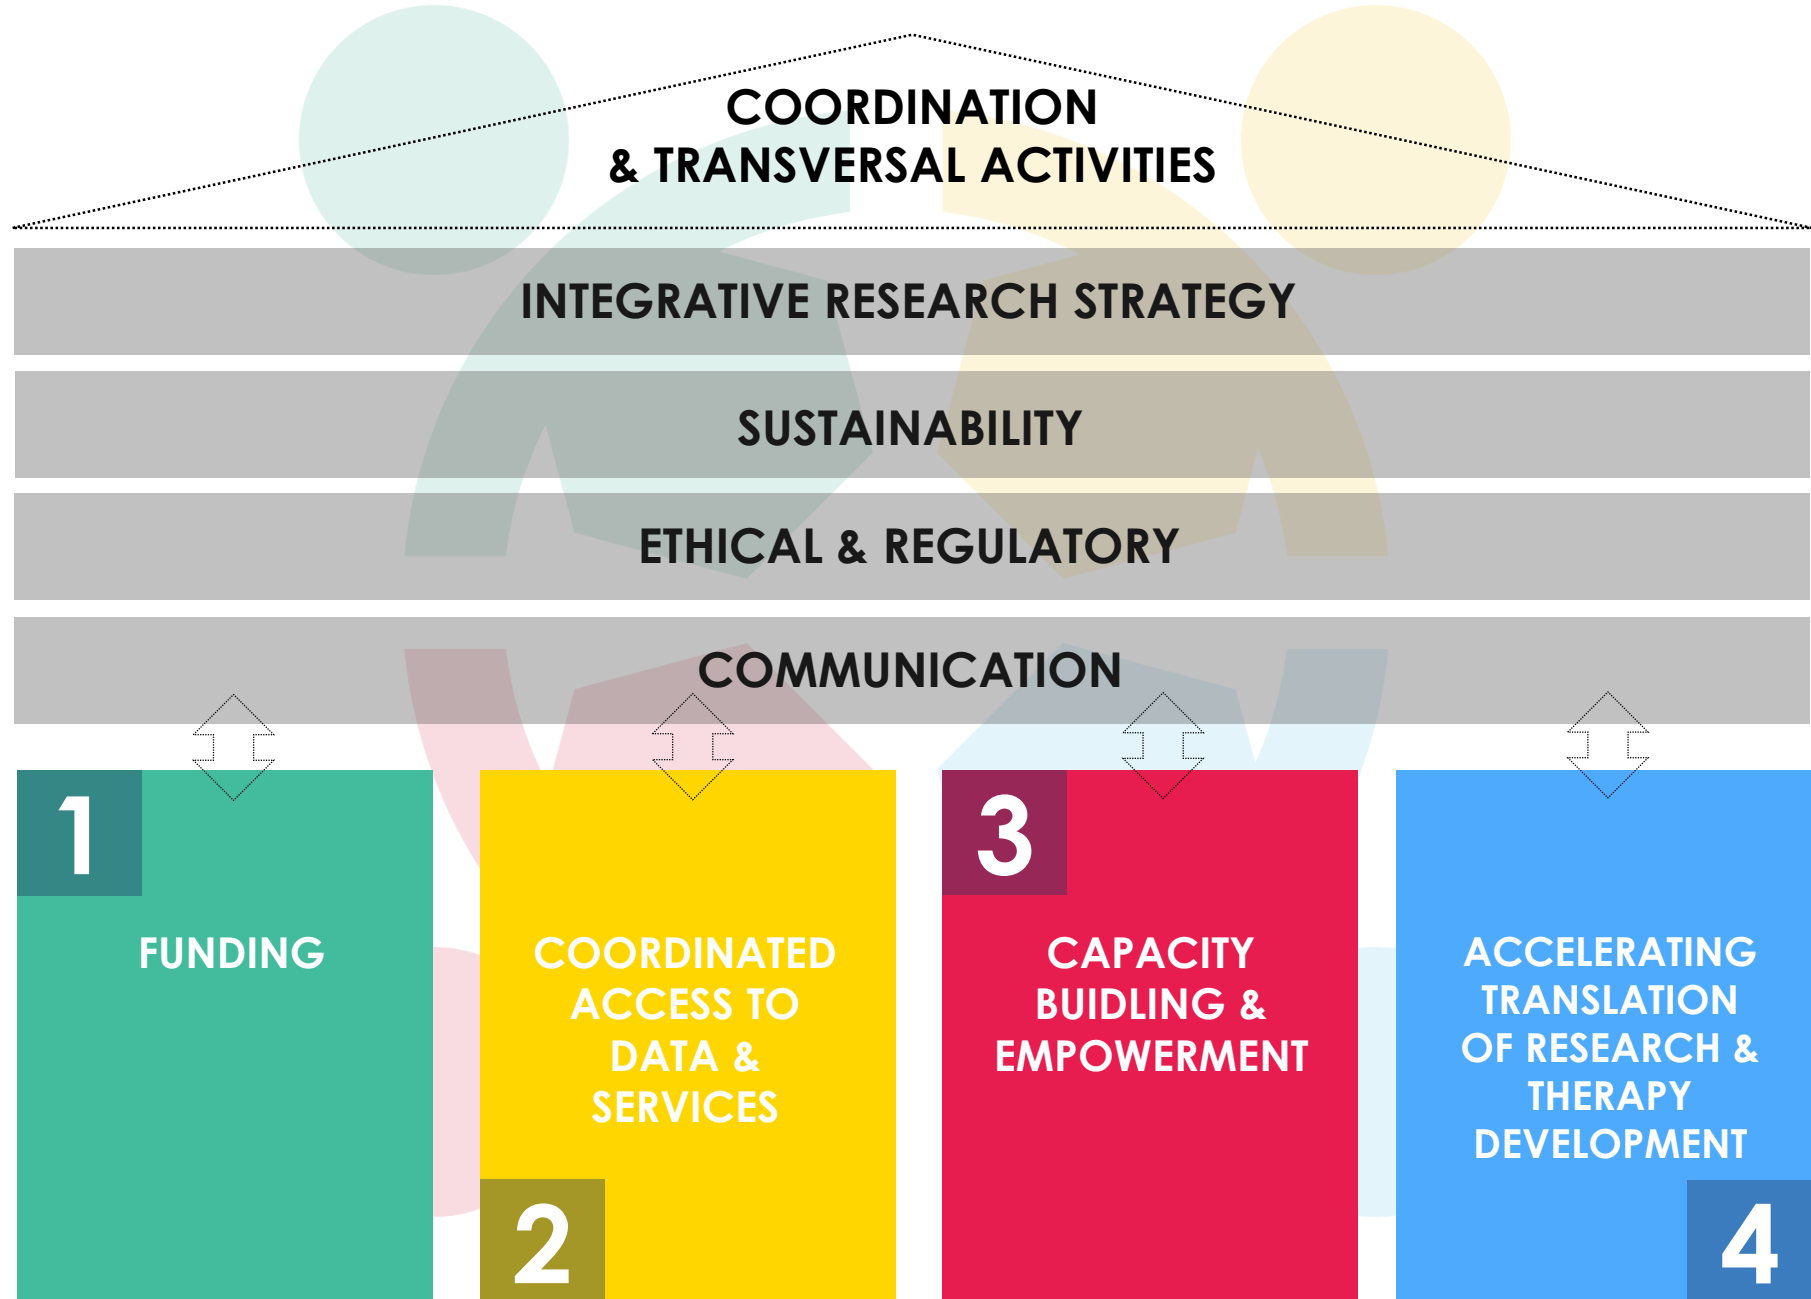 COORDINATION
& TRANSVERSAL ACTIVITIES
INTEGRATIVE RESEARCH STRATEGY
SUSTAINABILITY
ETHICAL & REGULATORY
COMMUNICATION
1
FUNDING
COORDINATED
ACCESS TO
DATA &
SERVICES
2
3
CAPACITY
BUIDLING &
EMPOWERMENT
ACCELERATING
TRANSLATION
OF RESEARCH &
THERAPY
DEVELOPMENT
4